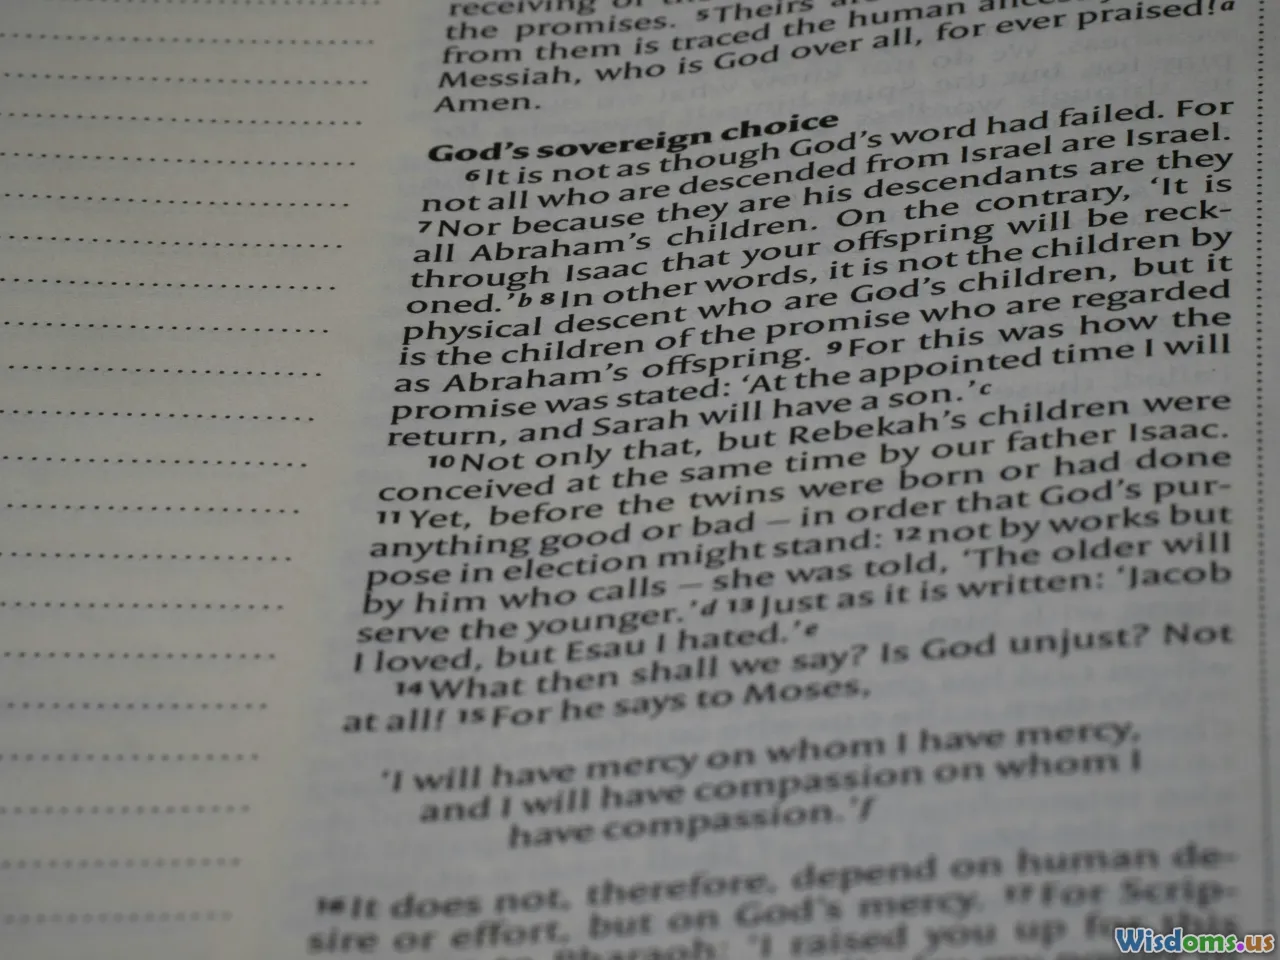 receiving of the
the promises. 5Theirs
from them is traced the human
Messiah, who is God over all, for ever praised!a
Amen.
God's sovereign choice
6It is not as though God's word had failed. For
not all who are descended from Israel are Israel.
7Nor because they are his descendants are they
all Abraham's children. On the contrary, 'It is
through Isaac that your offspring will be reck-
oned.'b 8In other words, it is not the children by
physical descent who are God's children, but it
is the children of the promise who are regarded
as Abraham's offspring. 9For this was how the
promise was stated: 'At the appointed time I will
return, and Sarah will have a son.'c
10Not only that, but Rebekah's children were
conceived at the same time by our father Isaac.
11Yet, before the twins were born or had done
anything good or bad – in order that God's pur-
pose in election might stand: 12not by works but
by him who calls – she was told, 'The older will
serve the younger.'d 13Just as it is written: 'Jacob
I loved, but Esau I hated.'e
14What then shall we say? Is God unjust? Not
at all! 15For he says to Moses,
'I will have mercy on whom I have mercy,
and I will have compassion on whom I
have compassion.'f
16It does not, therefore, depend on human de-
sire or effort, but on God's mercy. 17For Scrip-
Pharaoh: 'I raised you up for this
Wisdoms.us